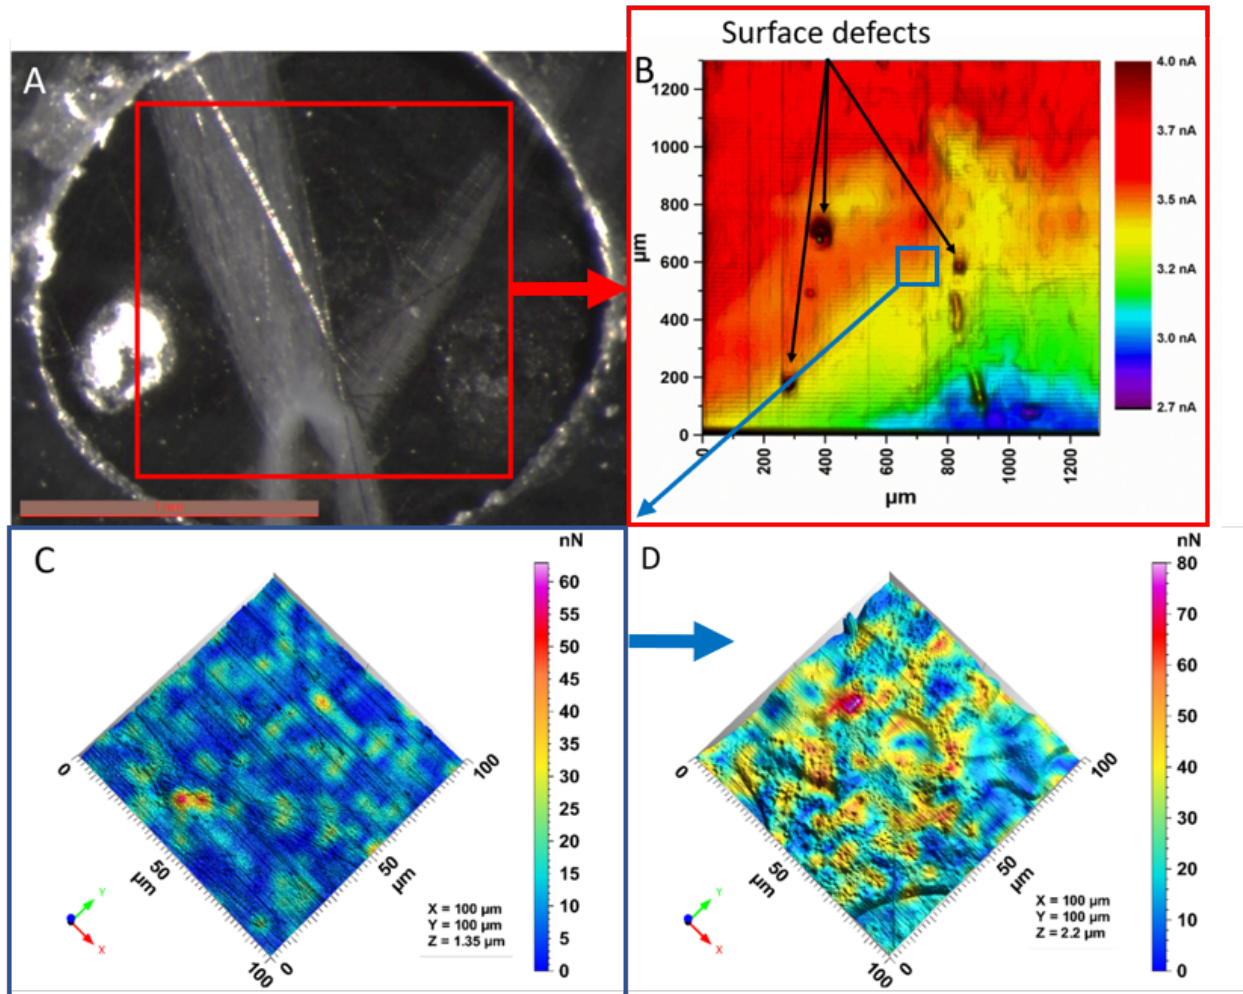 Surface defects
A
B
1200
1000
800
600
400
200
0
µm
0
200
400
600
800
1000
1200
µm
4.0 nA
3.7 nA
3.5 nA
3.2 nA
3.0 nA
2.7 nA
1 mm
C
nN
60
55
50
45
40
35
30
25
20
15
10
5
0
0
50
µm
100
0
50
µm
100
Y
X
X = 100 µm
Y = 100 µm
Z = 1.35 µm
D
nN
80
70
60
50
40
30
20
10
0
0
50
µm
100
0
50
µm
100
Y
X
X = 100 µm
Y = 100 µm
Z = 2.2 µm